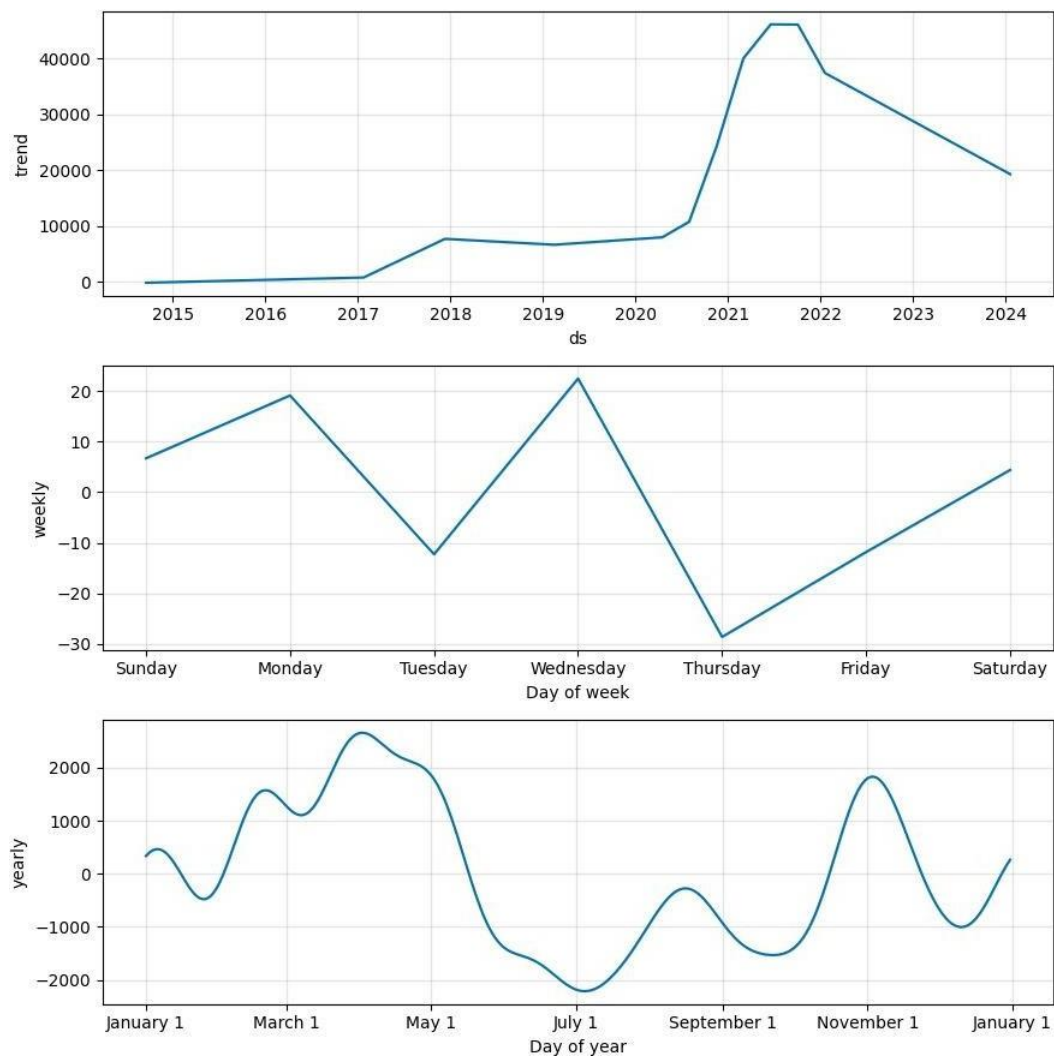 40000
30000
20000
10000
0
trend
2015 2016 2017 2018 2019 2020 2021 2022 2023 2024
ds
20
10
0
−10
−20
−30
weekly
Sunday Monday Tuesday Wednesday Thursday Friday Saturday
Day of week
2000
1000
0
−1000
−2000
yearly
January 1 March 1 May 1 July 1 September 1 November 1 January 1
Day of year